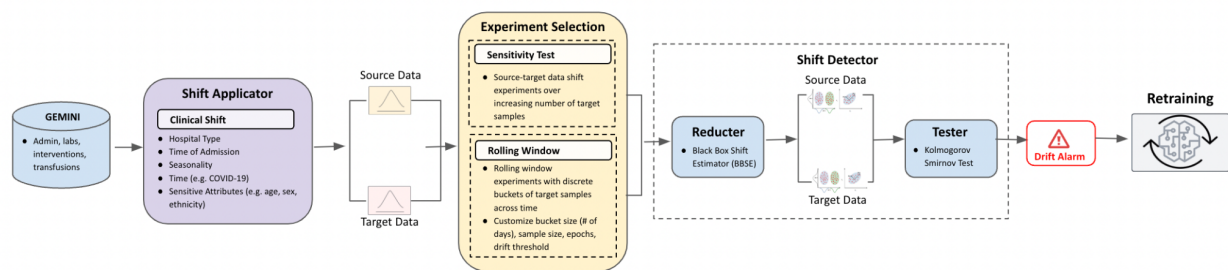 GEMINI
● Admin, labs,
interventions,
transfusions
Shift Applicator
Clinical Shift
● Hospital Type
● Time of Admission
● Seasonality
● Time (e.g. COVID-19)
● Sensitive Attributes (e.g. age, sex,
ethnicity)
Source Data
Target Data
Experiment Selection
Sensitivity Test
● Source-target data shift
experiments over
increasing number of target
samples
Rolling Window
● Rolling window
experiments with discrete
buckets of target samples
across time
● Customize bucket size (# of
days), sample size, epochs,
drift threshold
Shift Detector
Reducter
● Black Box Shift
Estimator (BBSE)
Source Data
Target Data
Tester
● Kolmogorov
Smirnov Test
Drift Alarm
Retraining